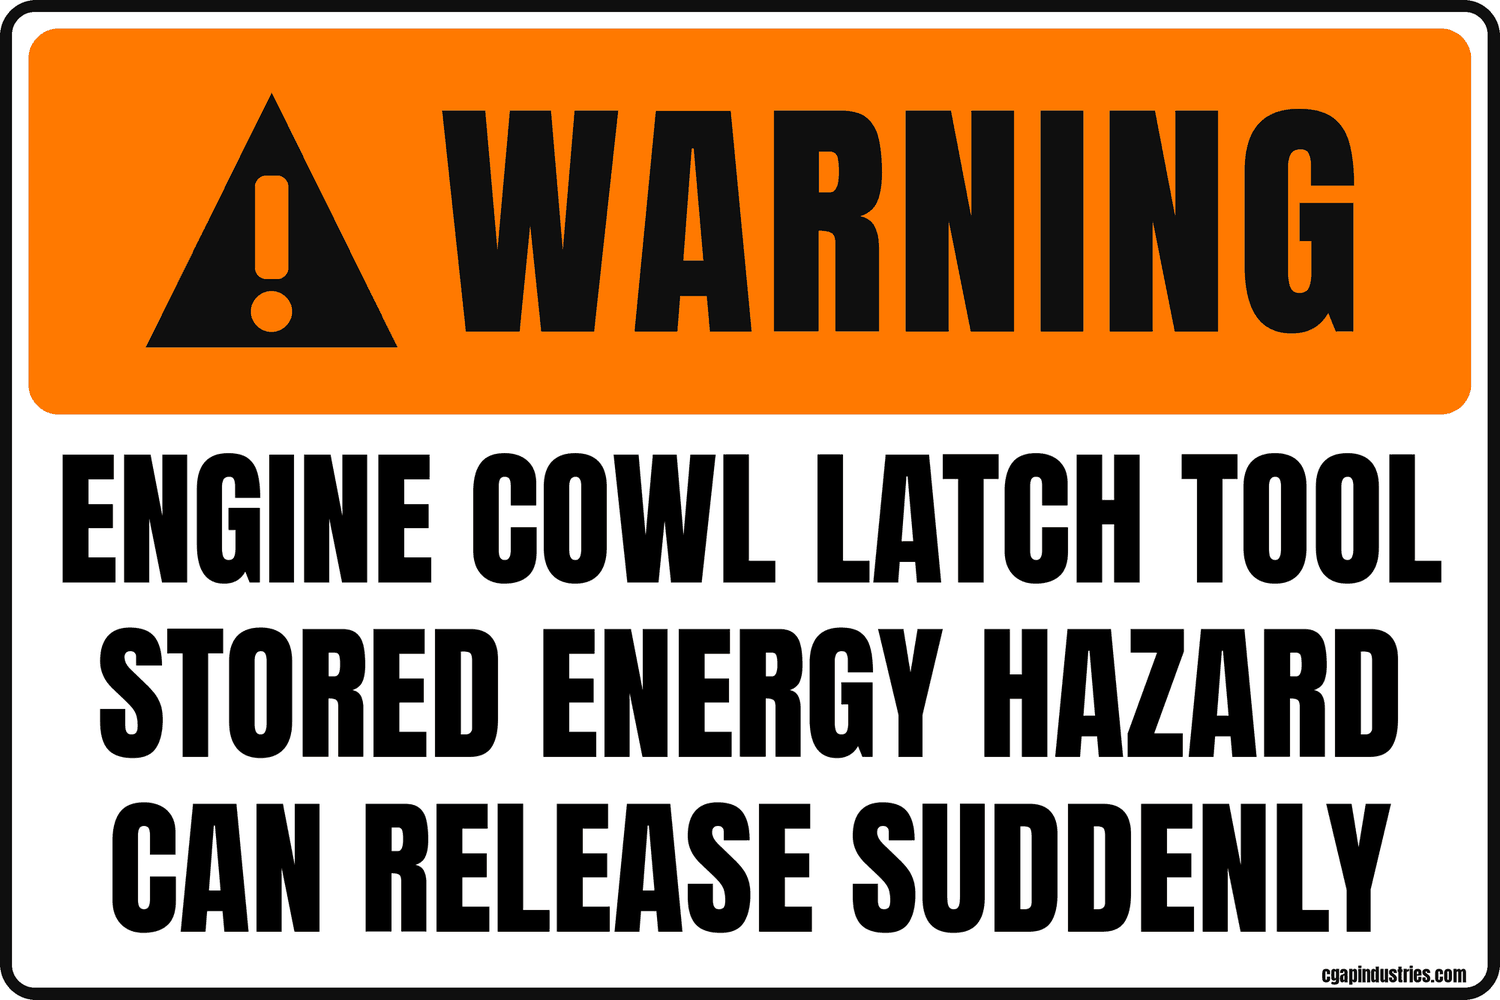 WARNING
ENGINE COWL LATCH TOOL
STORED ENERGY HAZARD
CAN RELEASE SUDDENLY
cgapindustries.com